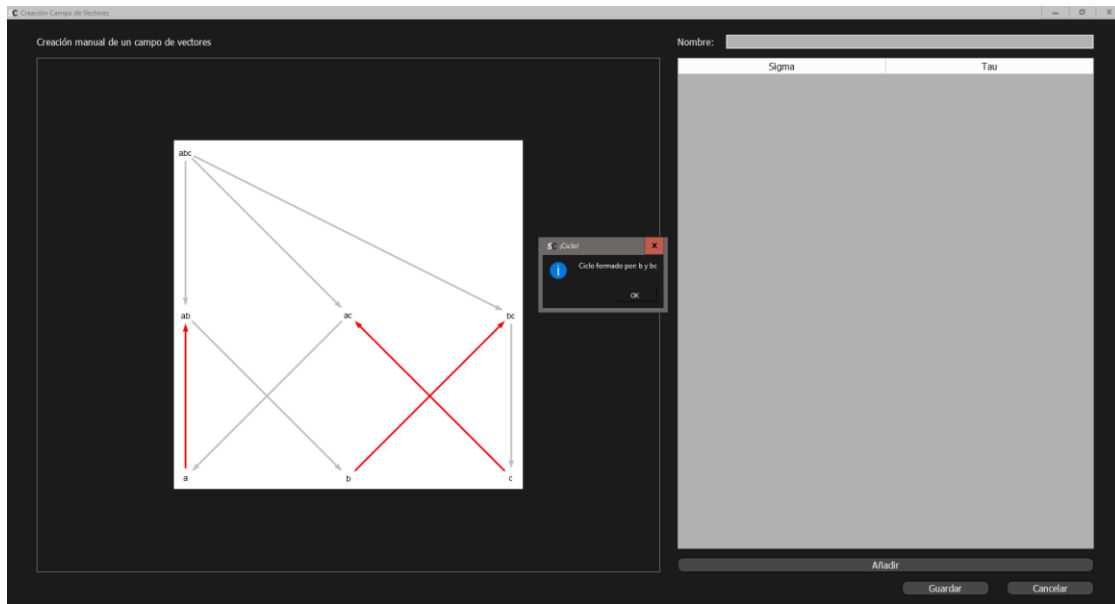 C Creación Campo de Vectores
Creación manual de un campo de vectores
Nombre:
Sigma Tau
abc
ab ac bc
a b c
SC ¡Ciclo!
Ciclo formado por: b y bc
OK
Añadir
Guardar Cancelar